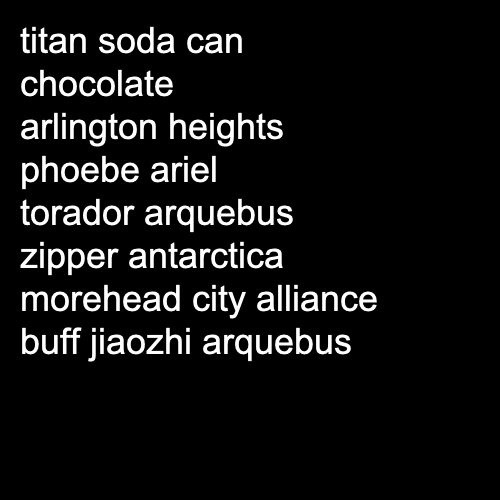 titan soda can
chocolate
arlington heights
phoebe ariel
torador arquebus
zipper antarctica
morehead city alliance
buff jiaozhi arquebus